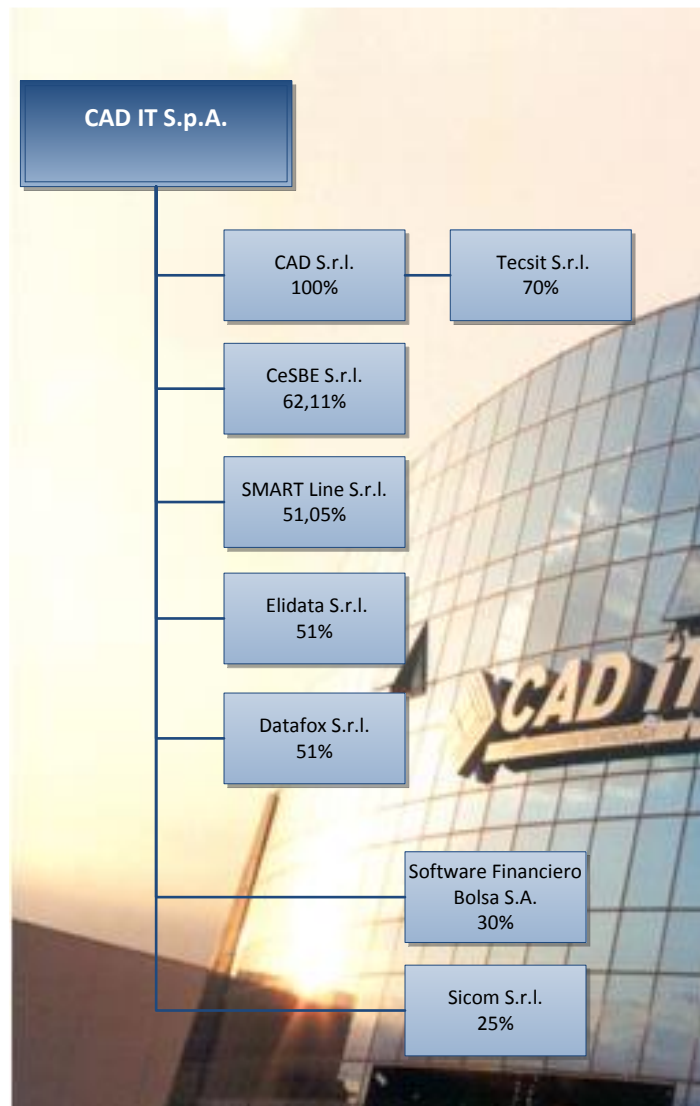 CAD IT S.p.A.
CAD S.r.l.
100%
Tecsit S.r.l.
70%
CeSBE S.r.l.
62,11%
SMART Line S.r.l.
51,05%
Elidata S.r.l.
51%
Datafox S.r.l.
51%
CAD iT
Software Financiero
Bolsa S.A.
30%
Sicom S.r.l.
25%